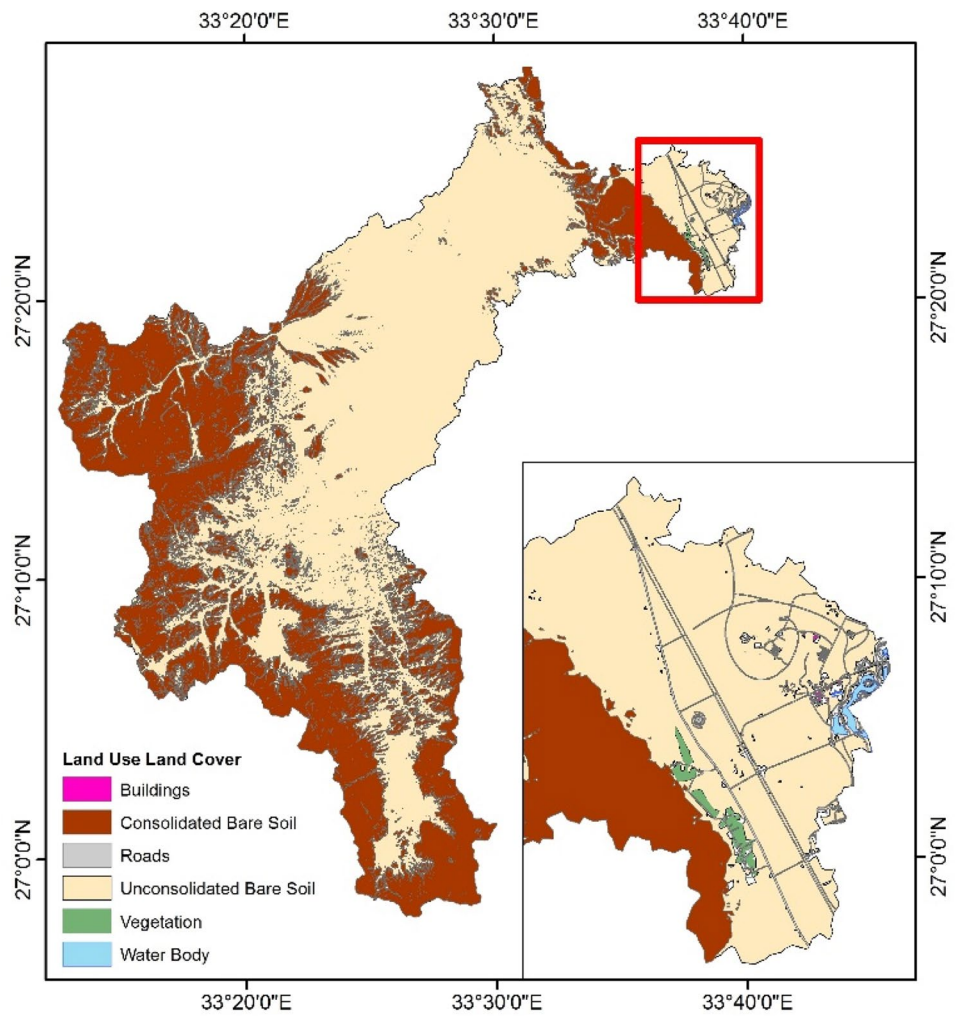 33°20'0"E 33°30'0"E 33°40'0"E
27°20'0"N 27°20'0"N
27°10'0"N 27°10'0"N
27°0'0"N 27°0'0"N
Land Use Land Cover
Buildings
Consolidated Bare Soil
Roads
Unconsolidated Bare Soil
Vegetation
Water Body
33°20'0"E 33°30'0"E 33°40'0"E